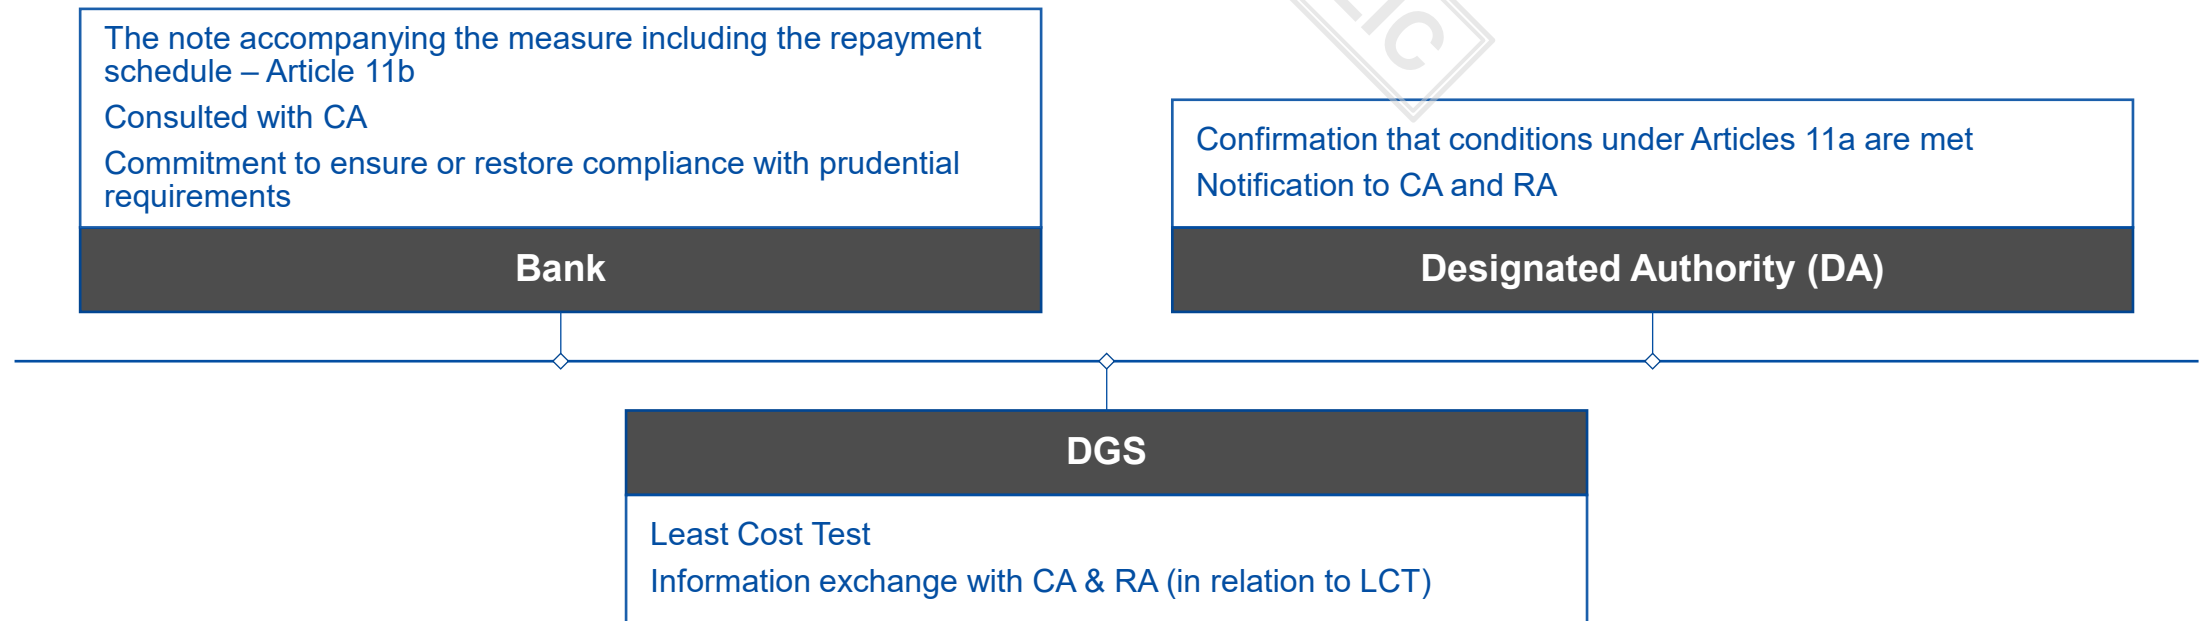 The note accompanying the measure including the repayment
schedule – Article 11b
Consulted with CA
Commitment to ensure or restore compliance with prudential
requirements
Bank
Confirmation that conditions under Articles 11a are met
Notification to CA and RA
Designated Authority (DA)
DGS
Least Cost Test
Information exchange with CA & RA (in relation to LCT)